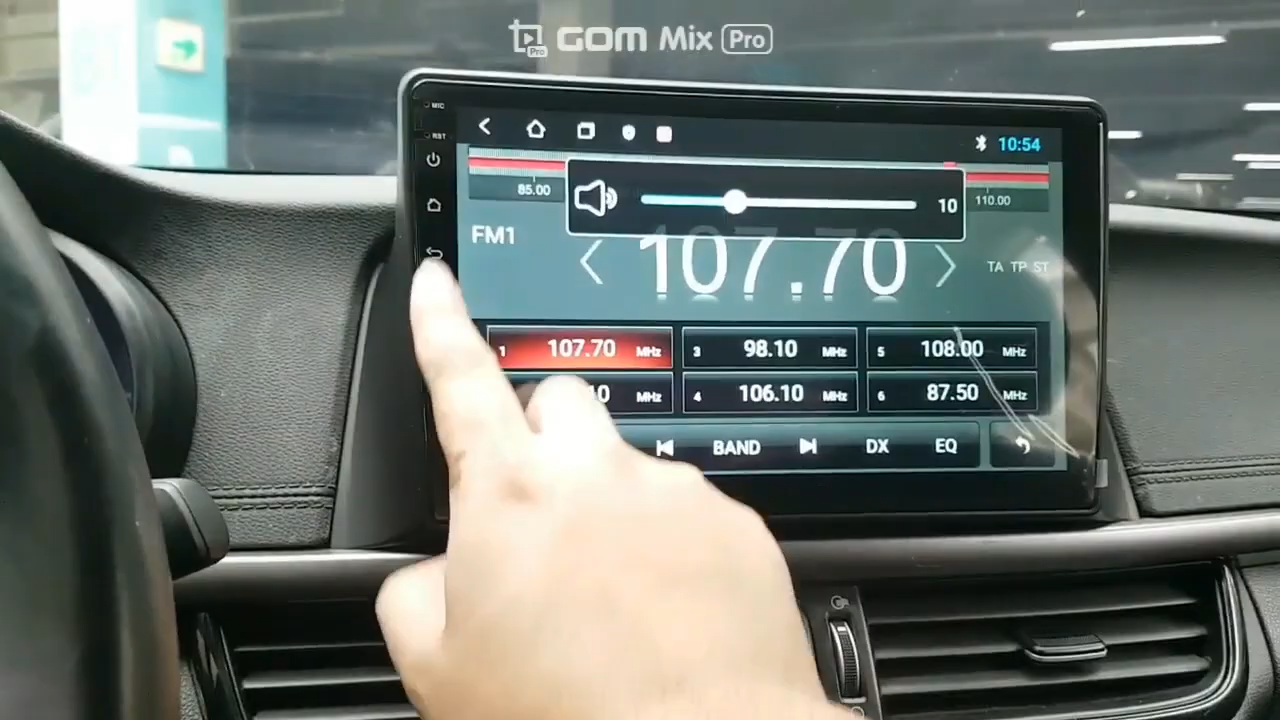 GOM Mix Pro
MIC
RST
10:54
85.00
10
110.00
FM1
107.70
TA TP ST
1 107.70 MHz
3 98.10 MHz
5 108.00 MHz
MHz
4 106.10 MHz
6 87.50 MHz
BAND
DX
EQ